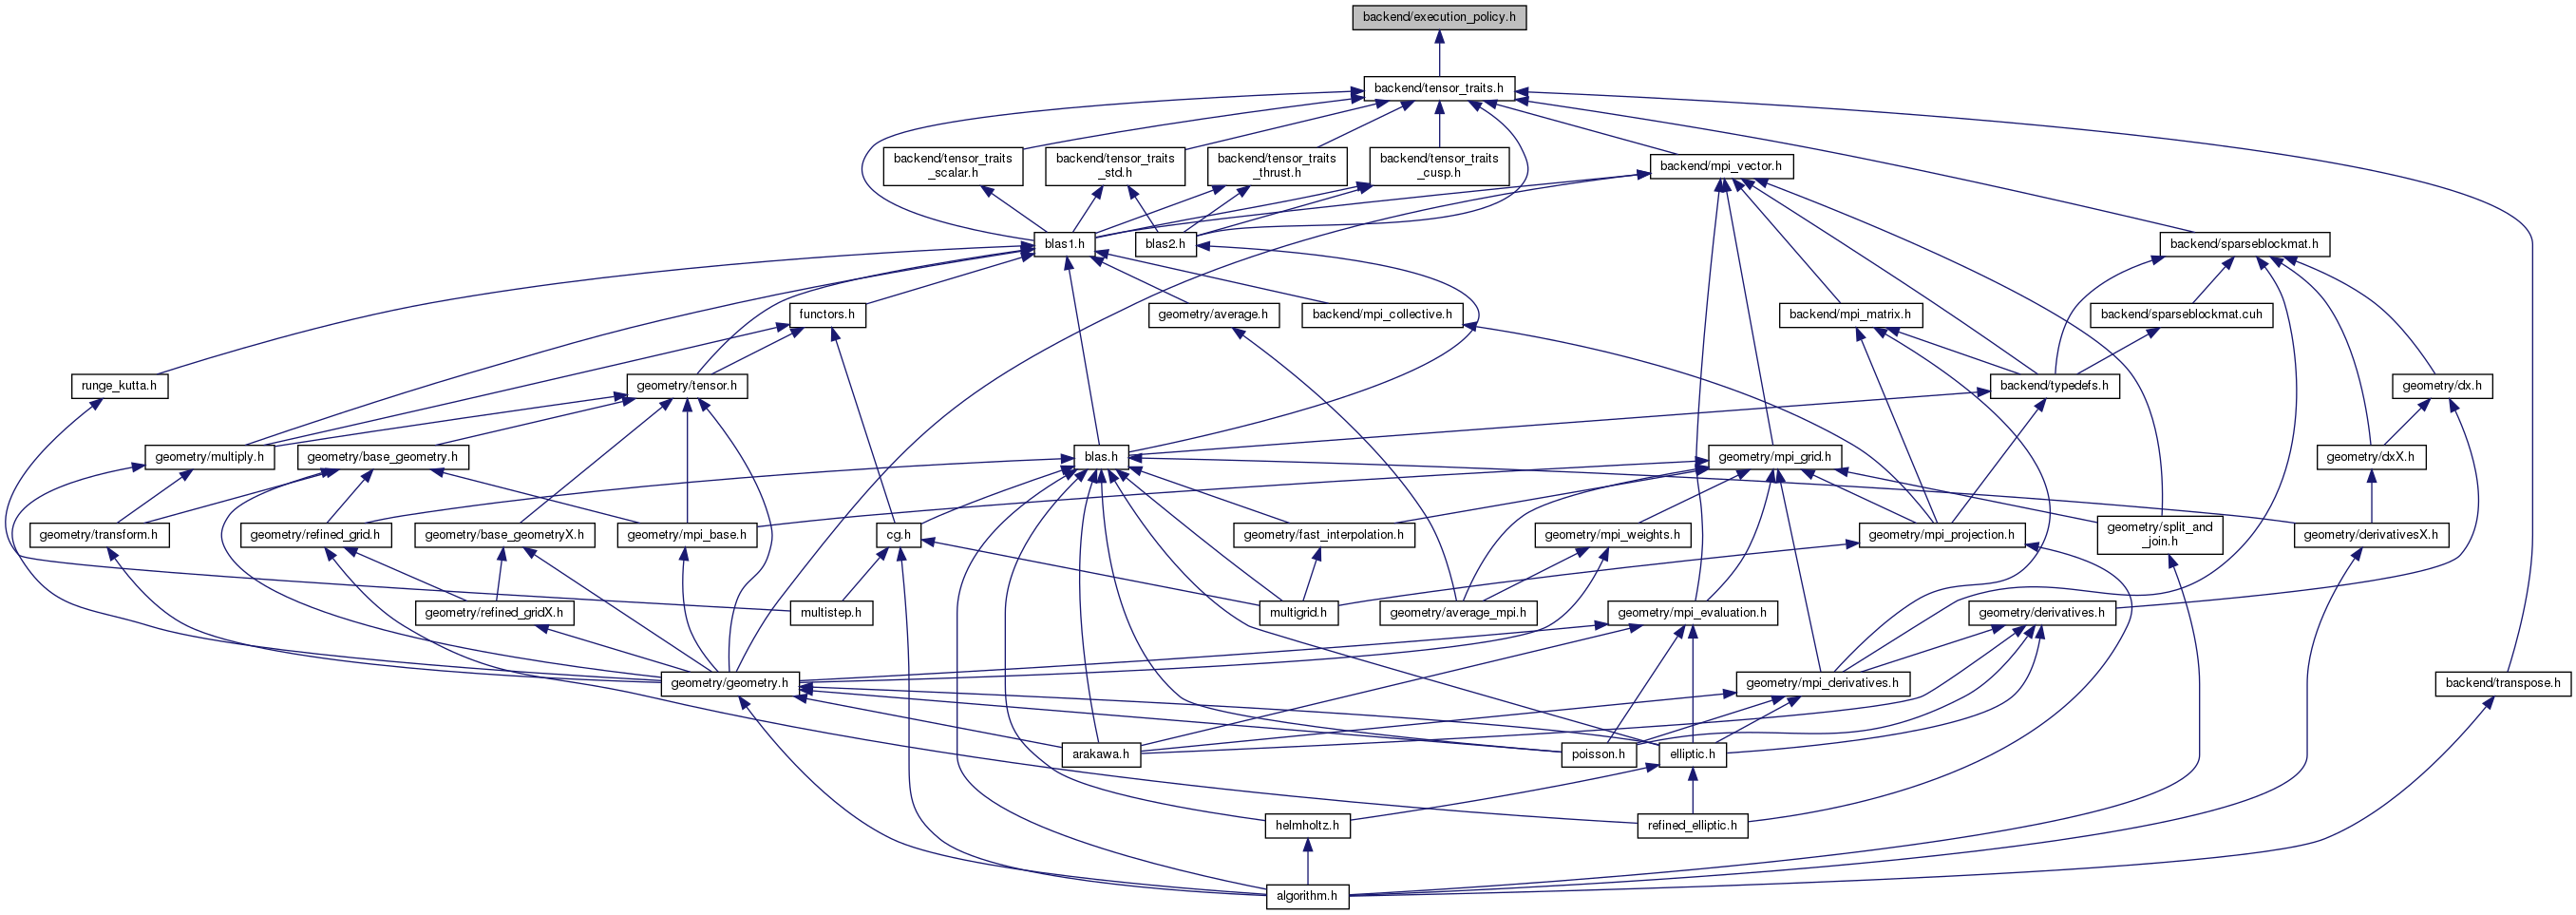 backend/execution_policy.h
backend/tensor_traits.h
backend/tensor_traits
_scalar.h
backend/tensor_traits
_std.h
backend/tensor_traits
_thrust.h
backend/tensor_traits
_cusp.h
backend/mpi_vector.h
blas1.h
blas2.h
backend/sparseblockmat.h
functors.h
geometry/average.h
backend/mpi_collective.h
backend/mpi_matrix.h
backend/sparseblockmat.cuh
runge_kutta.h
geometry/tensor.h
backend/typedefs.h
geometry/dx.h
geometry/multiply.h
geometry/base_geometry.h
blas.h
geometry/mpi_grid.h
geometry/dxX.h
geometry/transform.h
geometry/refined_grid.h
geometry/base_geometryX.h
geometry/mpi_base.h
cg.h
geometry/fast_interpolation.h
geometry/mpi_weights.h
geometry/mpi_projection.h
geometry/split_and
_join.h
geometry/derivativesX.h
geometry/refined_gridX.h
multistep.h
multigrid.h
geometry/average_mpi.h
geometry/mpi_evaluation.h
geometry/derivatives.h
geometry/geometry.h
geometry/mpi_derivatives.h
backend/transpose.h
arakawa.h
poisson.h
elliptic.h
helmholtz.h
refined_elliptic.h
algorithm.h